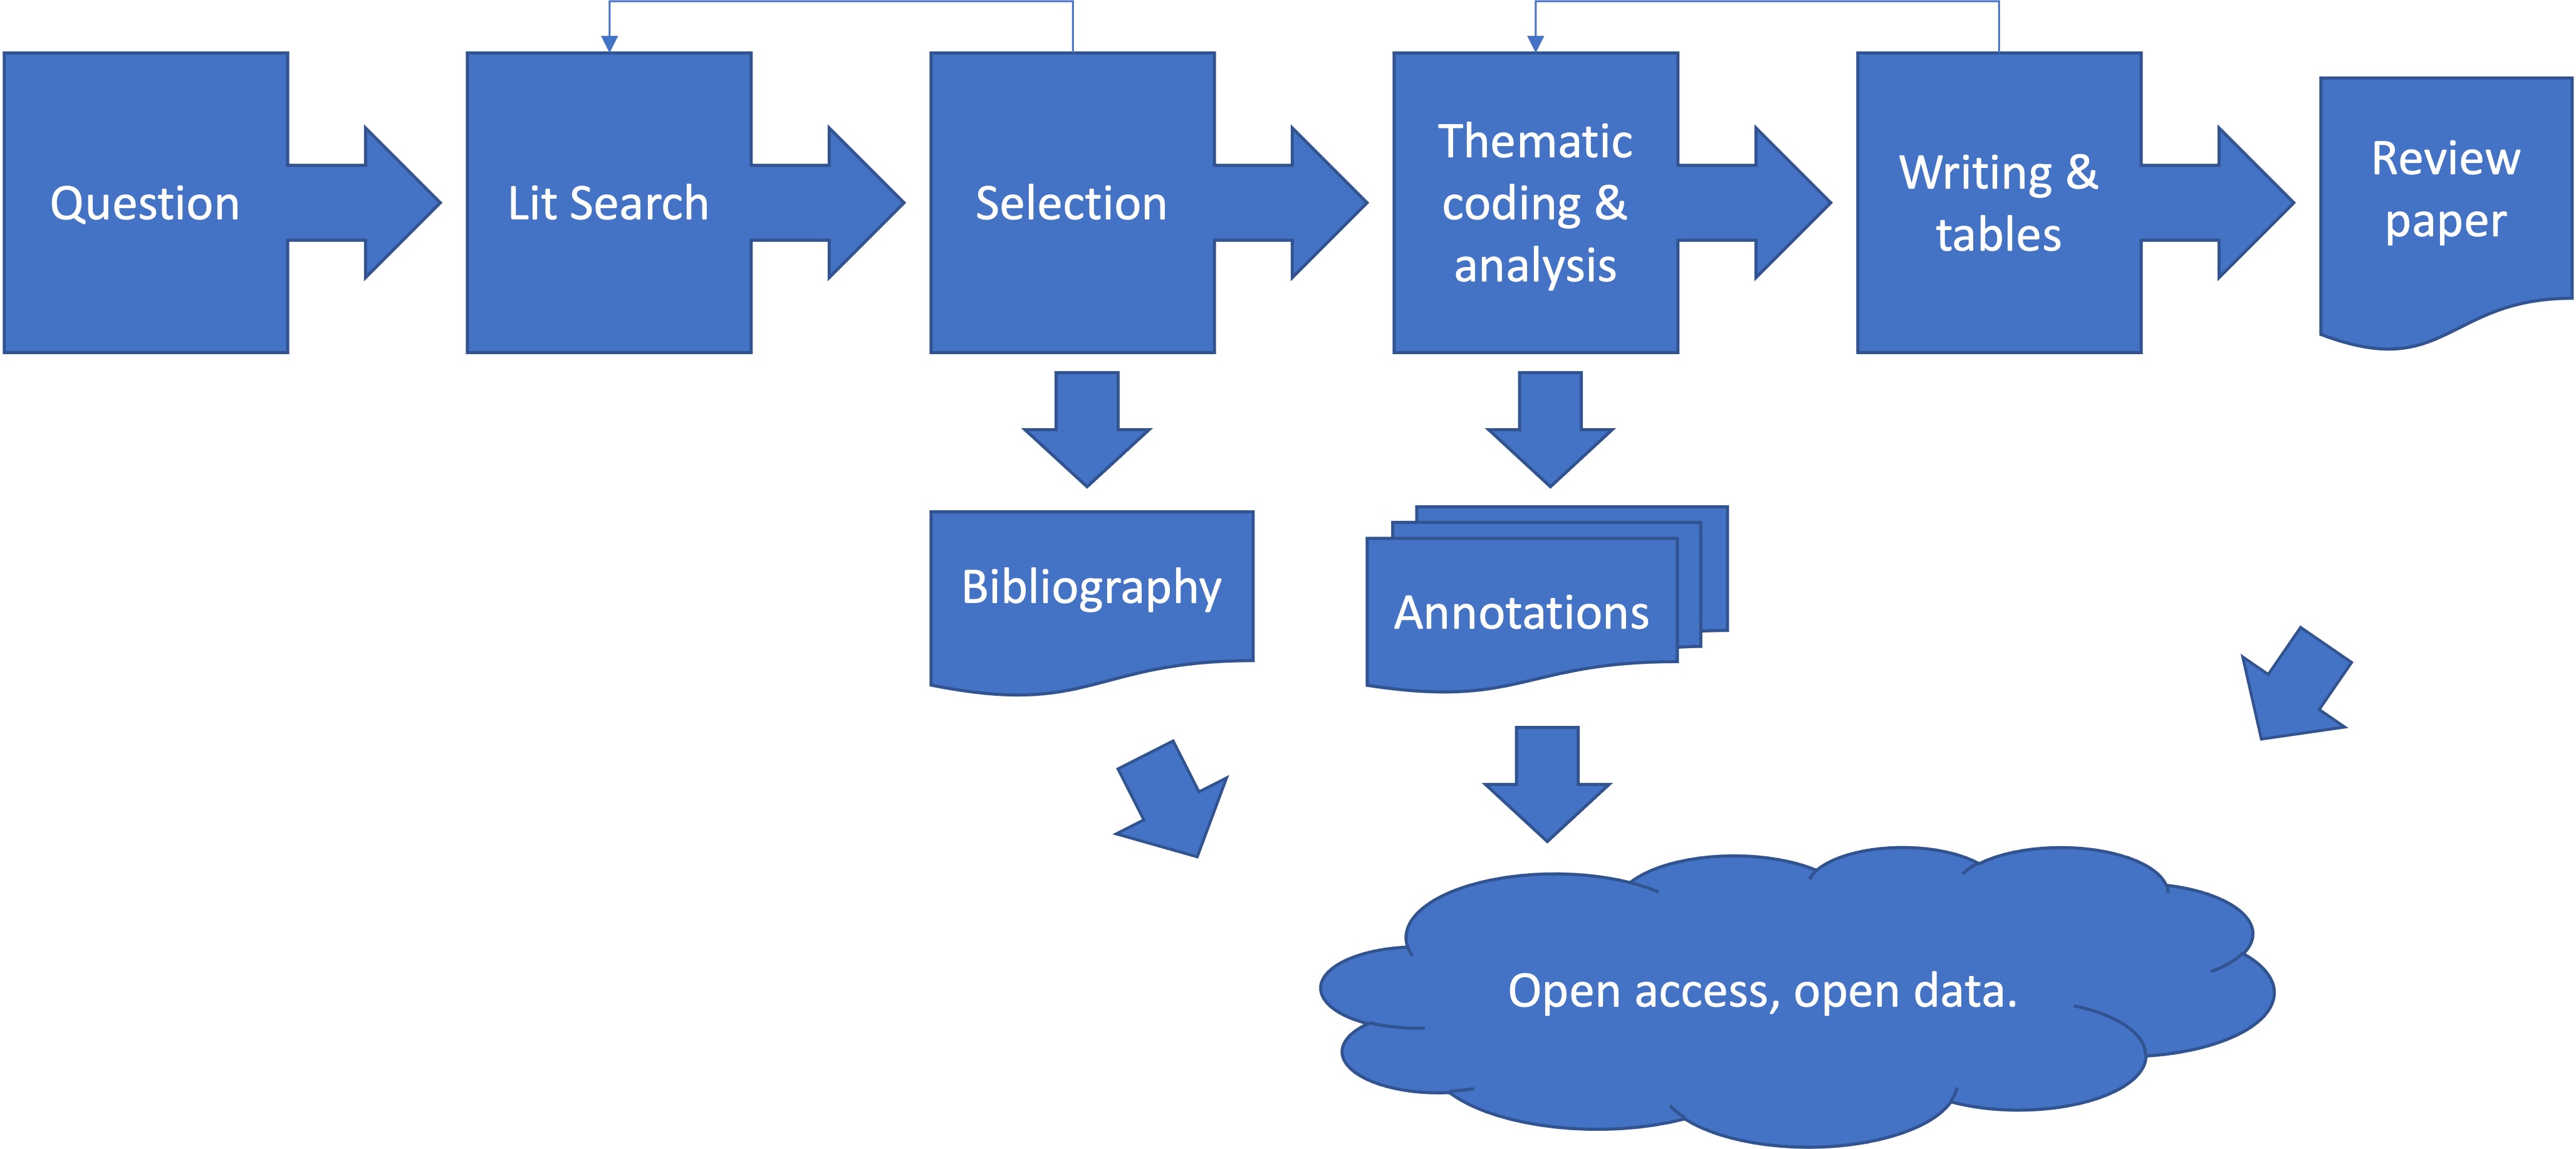 Question
Lit Search
Selection
Thematic
coding &
analysis
Writing &
tables
Review
paper
Bibliography
Annotations
Open access, open data.